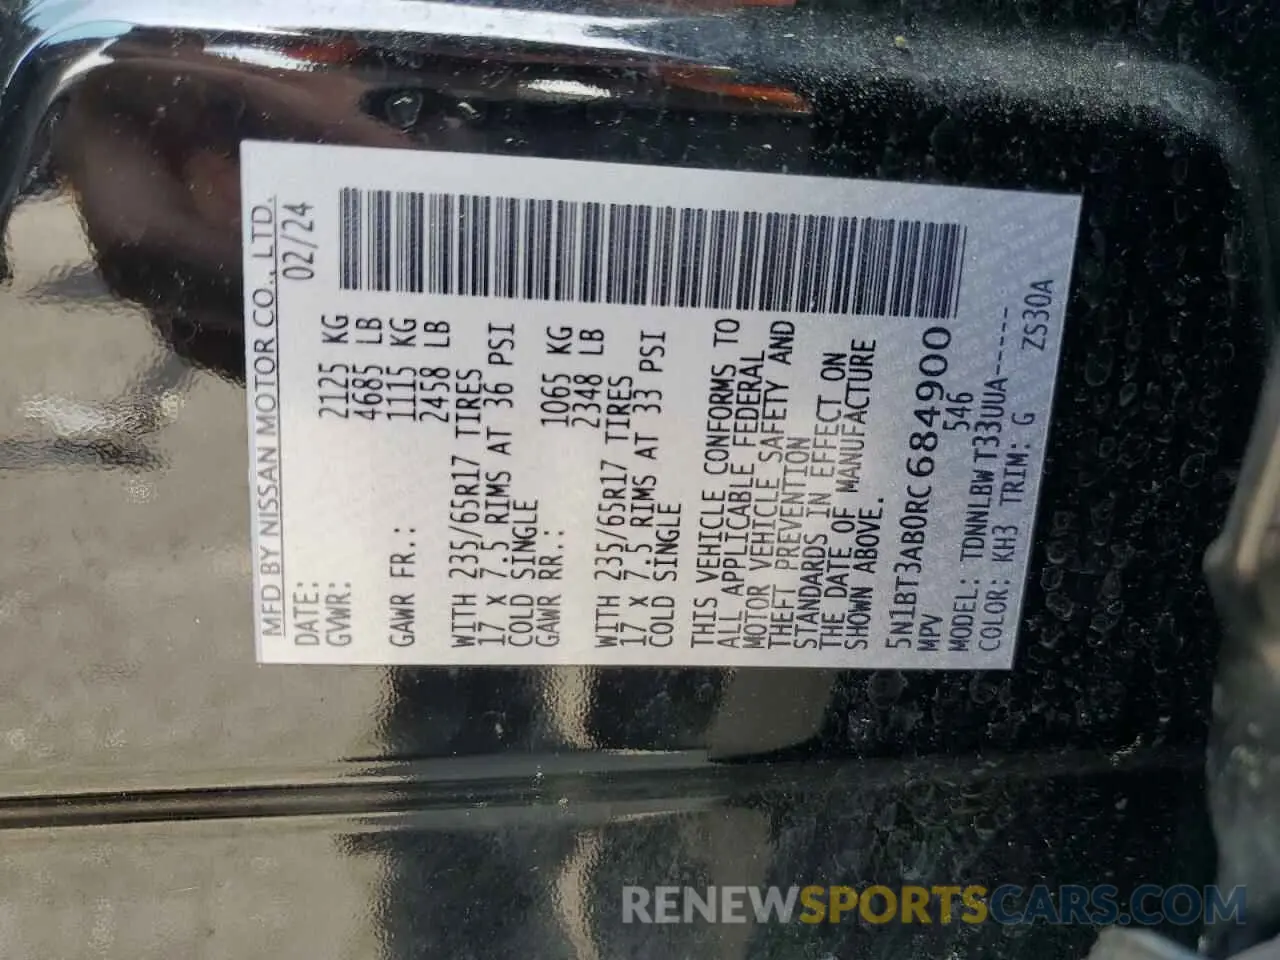 MFD BY NISSAN MOTOR CO., LTD.
DATE: 02/24
GVWR: 2125 KG
4685 LB
GAWR FR.: 1115 KG
2458 LB
WITH 235/65R17 TIRES
17 X 7.5 RIMS AT 36 PSI
COLD SINGLE
GAWR RR.: 1065 KG
2348 LB
WITH 235/65R17 TIRES
17 X 7.5 RIMS AT 33 PSI
COLD SINGLE
THIS VEHICLE CONFORMS TO
ALL APPLICABLE FEDERAL
MOTOR VEHICLE SAFETY AND
THEFT PREVENTION
STANDARDS IN EFFECT ON
THE DATE OF MANUFACTURE
SHOWN ABOVE.
5N1BT3AB0RC684900
MPV 546
MODEL: TDNNLBW T33UUA-----
COLOR: KH3 TRIM: G ZS30A
RENEWSPORTSCARS.COM